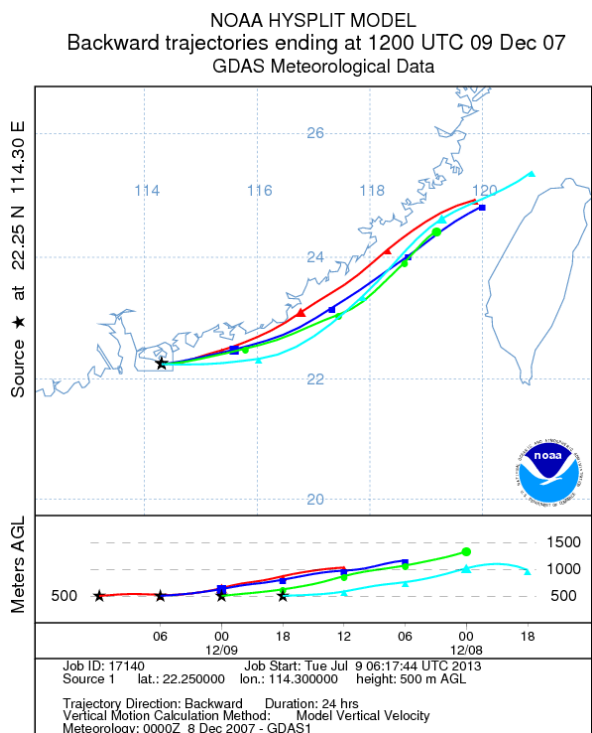 NOAA HYSPLIT MODEL
Backward trajectories ending at 1200 UTC 09 Dec 07
GDAS Meteorological Data
Source ★ at 22.25 N 114.30 E
26
114 116 118 120
24
22
20
noaa
Meters AGL
1500
1000
500 500
06 00 18 12 06 00 18
12/09 12/08
Job ID: 17140 Job Start: Tue Jul 9 06:17:44 UTC 2013
Source 1 lat.: 22.250000 lon.: 114.300000 height: 500 m AGL
Trajectory Direction: Backward Duration: 24 hrs
Vertical Motion Calculation Method: Model Vertical Velocity
Meteorology: 0000Z 8 Dec 2007 - GDAS1